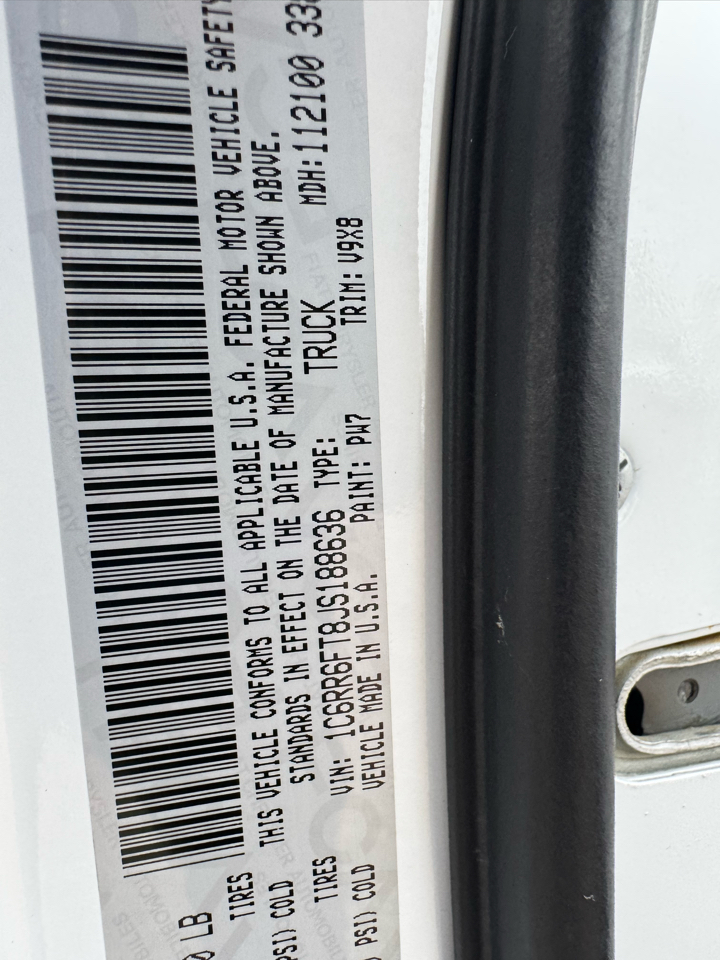 0 LB
TIRES
PSI) COLD
THIS VEHICLE CONFORMS TO ALL APPLICABLE U.S.A. FEDERAL MOTOR VEHICLE SAFETY
STANDARDS IN EFFECT ON THE DATE OF MANUFACTURE SHOWN ABOVE.
TIRES
VIN: 1C6RR6FT8JS188636 TYPE: TRUCK MDH:112100 33
PSI) COLD
VEHICLE MADE IN U.S.A. PAINT: PW7 TRIM: V9X8